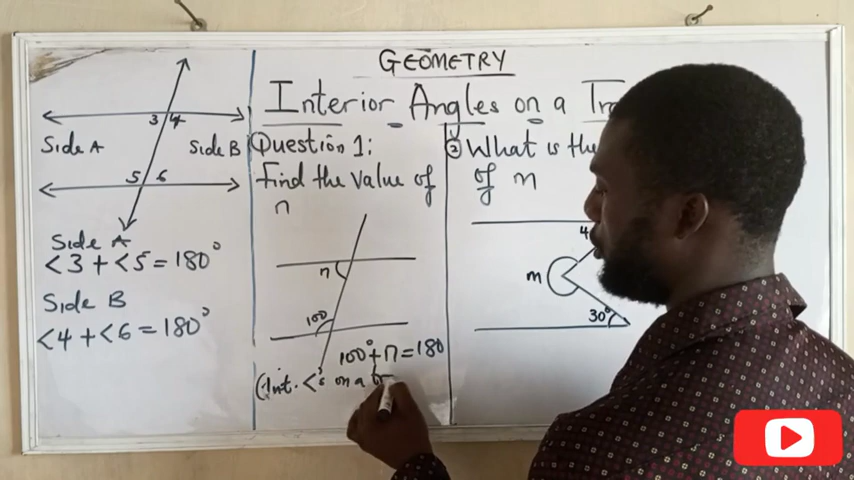 GEOMETRY
Interior Angles on a
3 4
Side A
Side B
5 6
Side A
<3 + <5 = 180°
Side B
<4 + <6 = 180°
Question 1:
Find the value of
n
n
100
100° + n = 180
(Int. <'s on a tr
② What is the
of m
4
m
30°